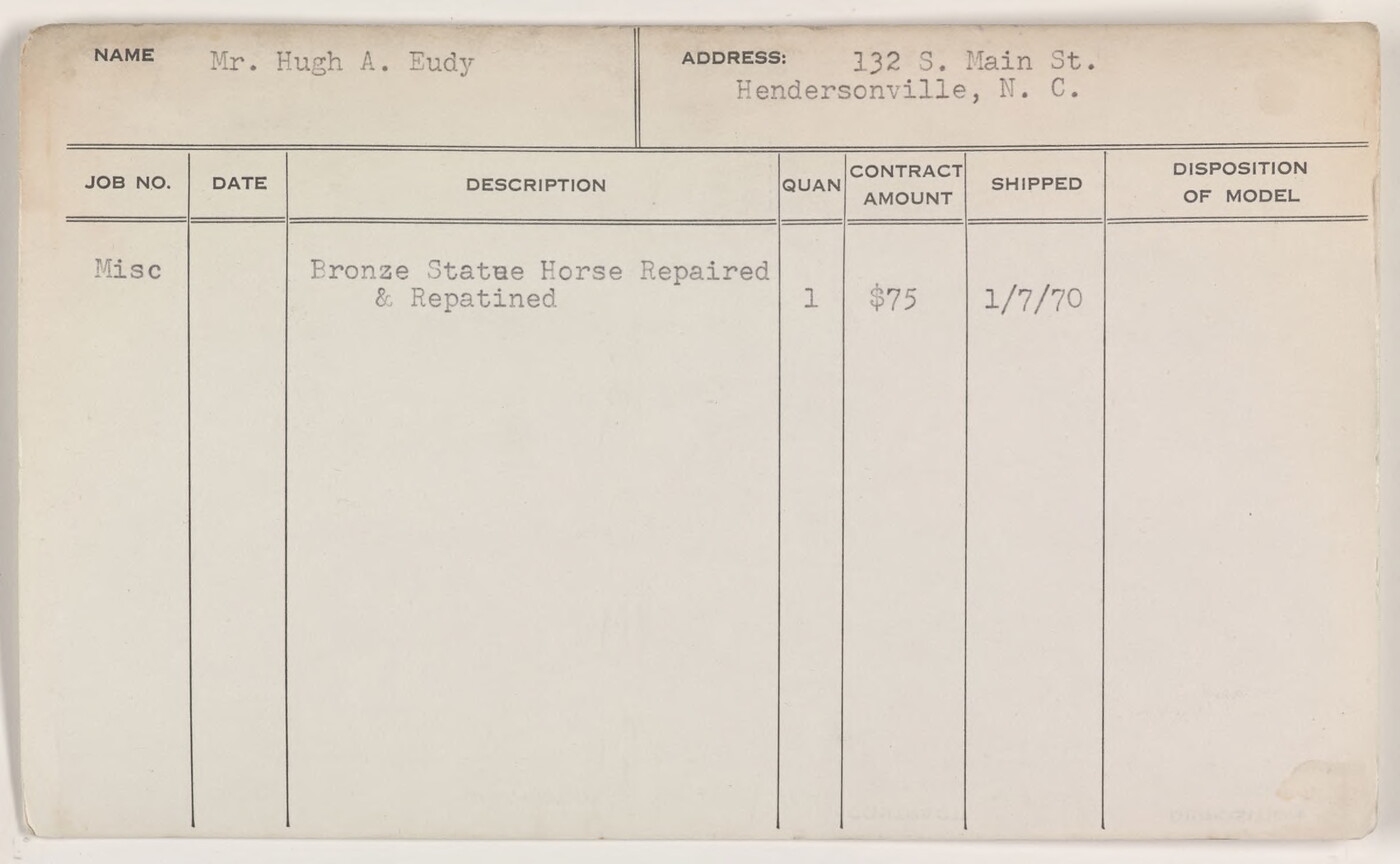 NAME Mr. Hugh A. Eudy
ADDRESS: 132 S. Main St.
Hendersonville, N. C.
JOB NO. DATE DESCRIPTION QUAN CONTRACT AMOUNT SHIPPED DISPOSITION OF MODEL
Misc Bronze Statue Horse Repaired
& Repatined 1 $75 1/7/70